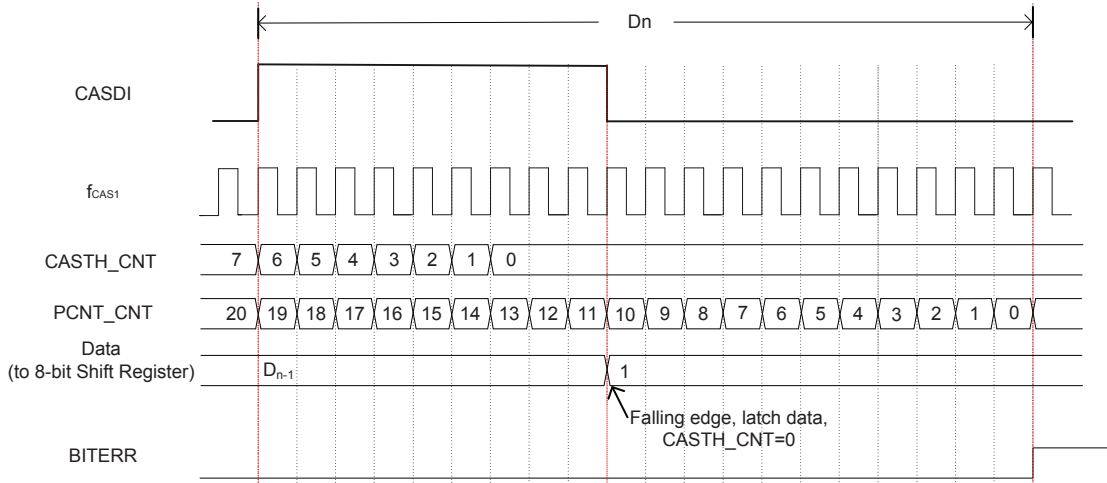 Dn
CASDI
fCAS1
CASTH_CNT 7 6 5 4 3 2 1 0
PCNT_CNT 20 19 18 17 16 15 14 13 12 11 10 9 8 7 6 5 4 3 2 1 0
Data
(to 8-bit Shift Register) Dn-1 1
Falling edge, latch data,
CASTH_CNT=0
BITERR